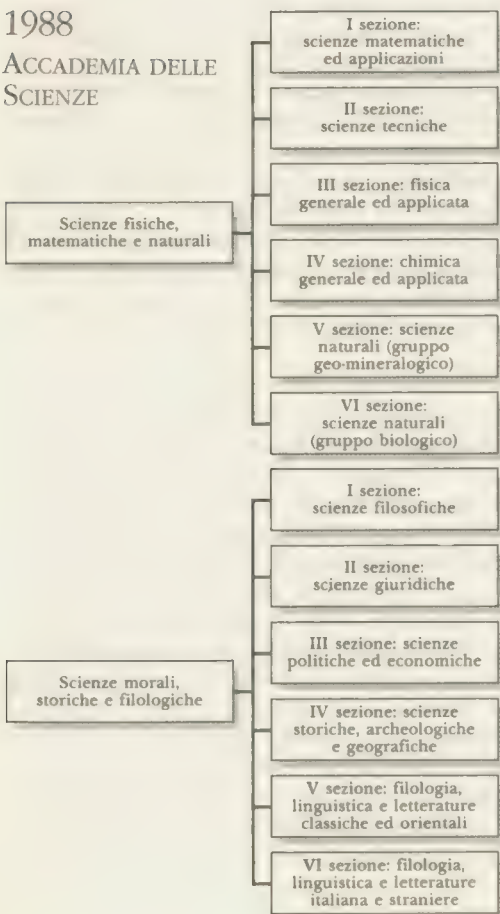 1988
ACCADEMIA DELLE
SCIENZE
Scienze fisiche,
matematiche e naturali
I sezione:
scienze matematiche
ed applicazioni
II sezione:
scienze tecniche
III sezione: fisica
generale ed applicata
IV sezione: chimica
generale ed applicata
V sezione: scienze
naturali (gruppo
geo-mineralogico)
VI sezione:
scienze naturali
(gruppo biologico)
Scienze morali,
storiche e filologiche
I sezione:
scienze filosofiche
II sezione:
scienze giuridiche
III sezione: scienze
politiche ed economiche
IV sezione: scienze
storiche, archeologiche
e geografiche
V sezione: filologia,
linguistica e letterature
classiche ed orientali
VI sezione: filologia,
linguistica e letterature
italiana e straniere